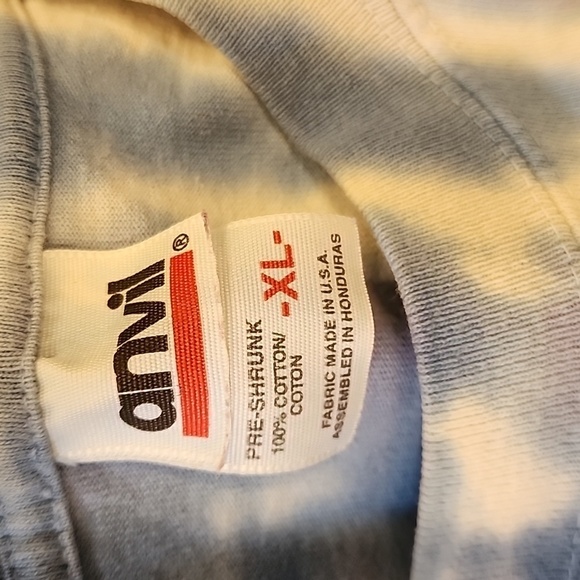 anvil®
-XL-
PRE-SHRUNK
100% COTTON/
COTON
FABRIC MADE IN U.S.A.
ASSEMBLED IN HONDURAS